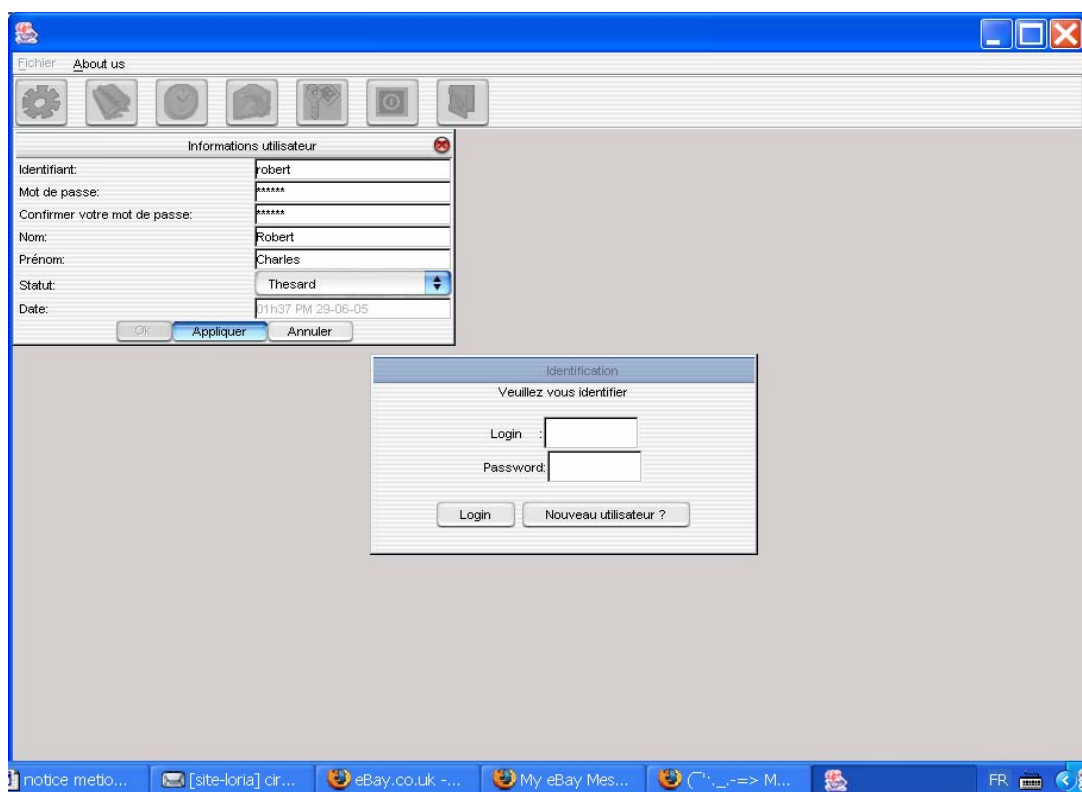 Fichier About us
Informations utilisateur
Identifiant: robert
Mot de passe: ******
Confirmer votre mot de passe: ******
Nom: Robert
Prénom: Charles
Statut: Thesard
Date: 01h37 PM 29-06-05
Ok Appliquer Annuler
Identification
Veuillez vous identifier
Login :
Password:
Login Nouveau utilisateur ?
notice metio... [site-loria] cir... eBay.co.uk -... My eBay Mes... -=> M... FR